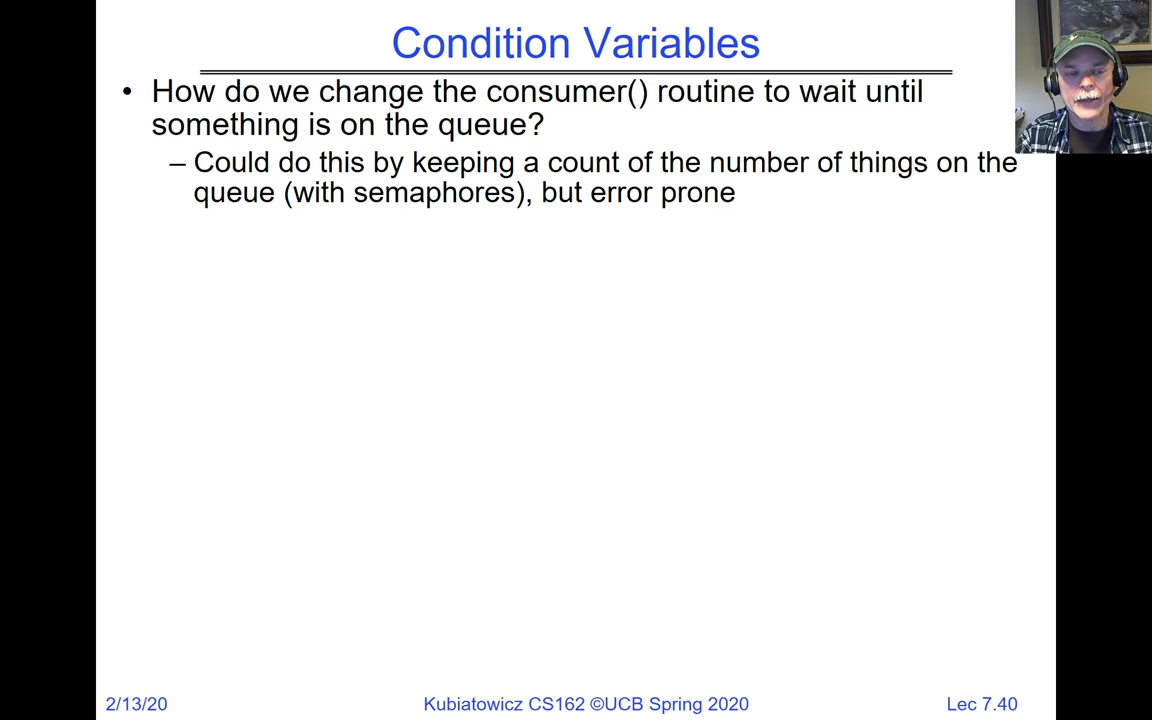 Condition Variables
• How do we change the consumer() routine to wait until
something is on the queue?
– Could do this by keeping a count of the number of things on the
queue (with semaphores), but error prone
2/13/20 Kubiatowicz CS162 ©UCB Spring 2020 Lec 7.40